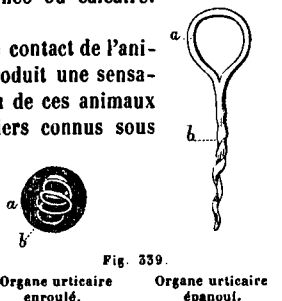 contact de l'ani-
oduit une sensa-
de ces animaux
iers connus sous
a
b
a
b
Fig. 339.
Organe urticaire
enroulé.
Organe urticaire
épanoui.